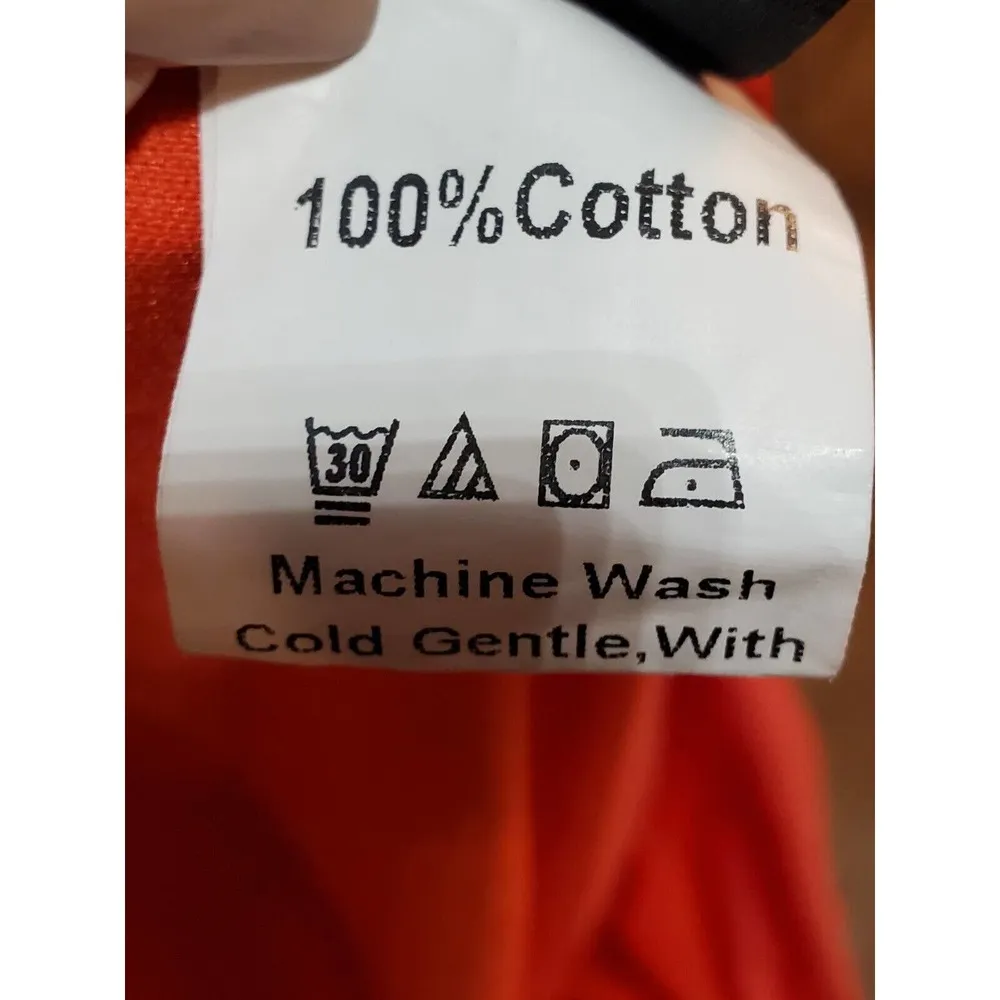 100%Cotton
30
Machine Wash
Cold Gentle,With